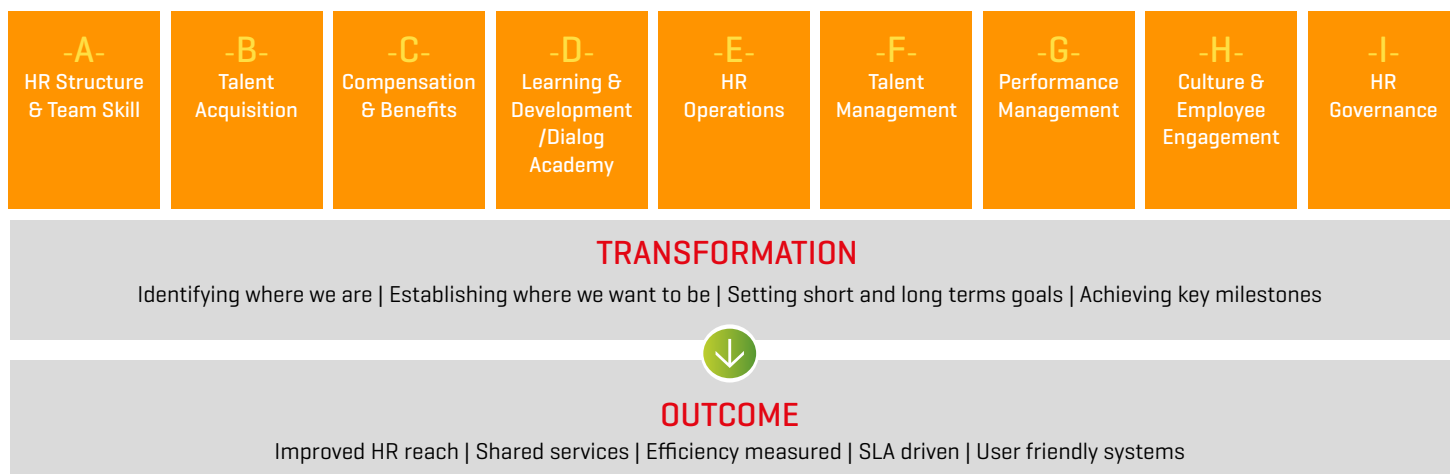 -A-
HR Structure
& Team Skill
-B-
Talent
Acquisition
-C-
Compensation
& Benefits
-D-
Learning &
Development
/Dialog
Academy
-E-
HR
Operations
-F-
Talent
Management
-G-
Performance
Management
-H-
Culture &
Employee
Engagement
-I-
HR
Governance
TRANSFORMATION
Identifying where we are | Establishing where we want to be | Setting short and long terms goals | Achieving key milestones
OUTCOME
Improved HR reach | Shared services | Efficiency measured | SLA driven | User friendly systems